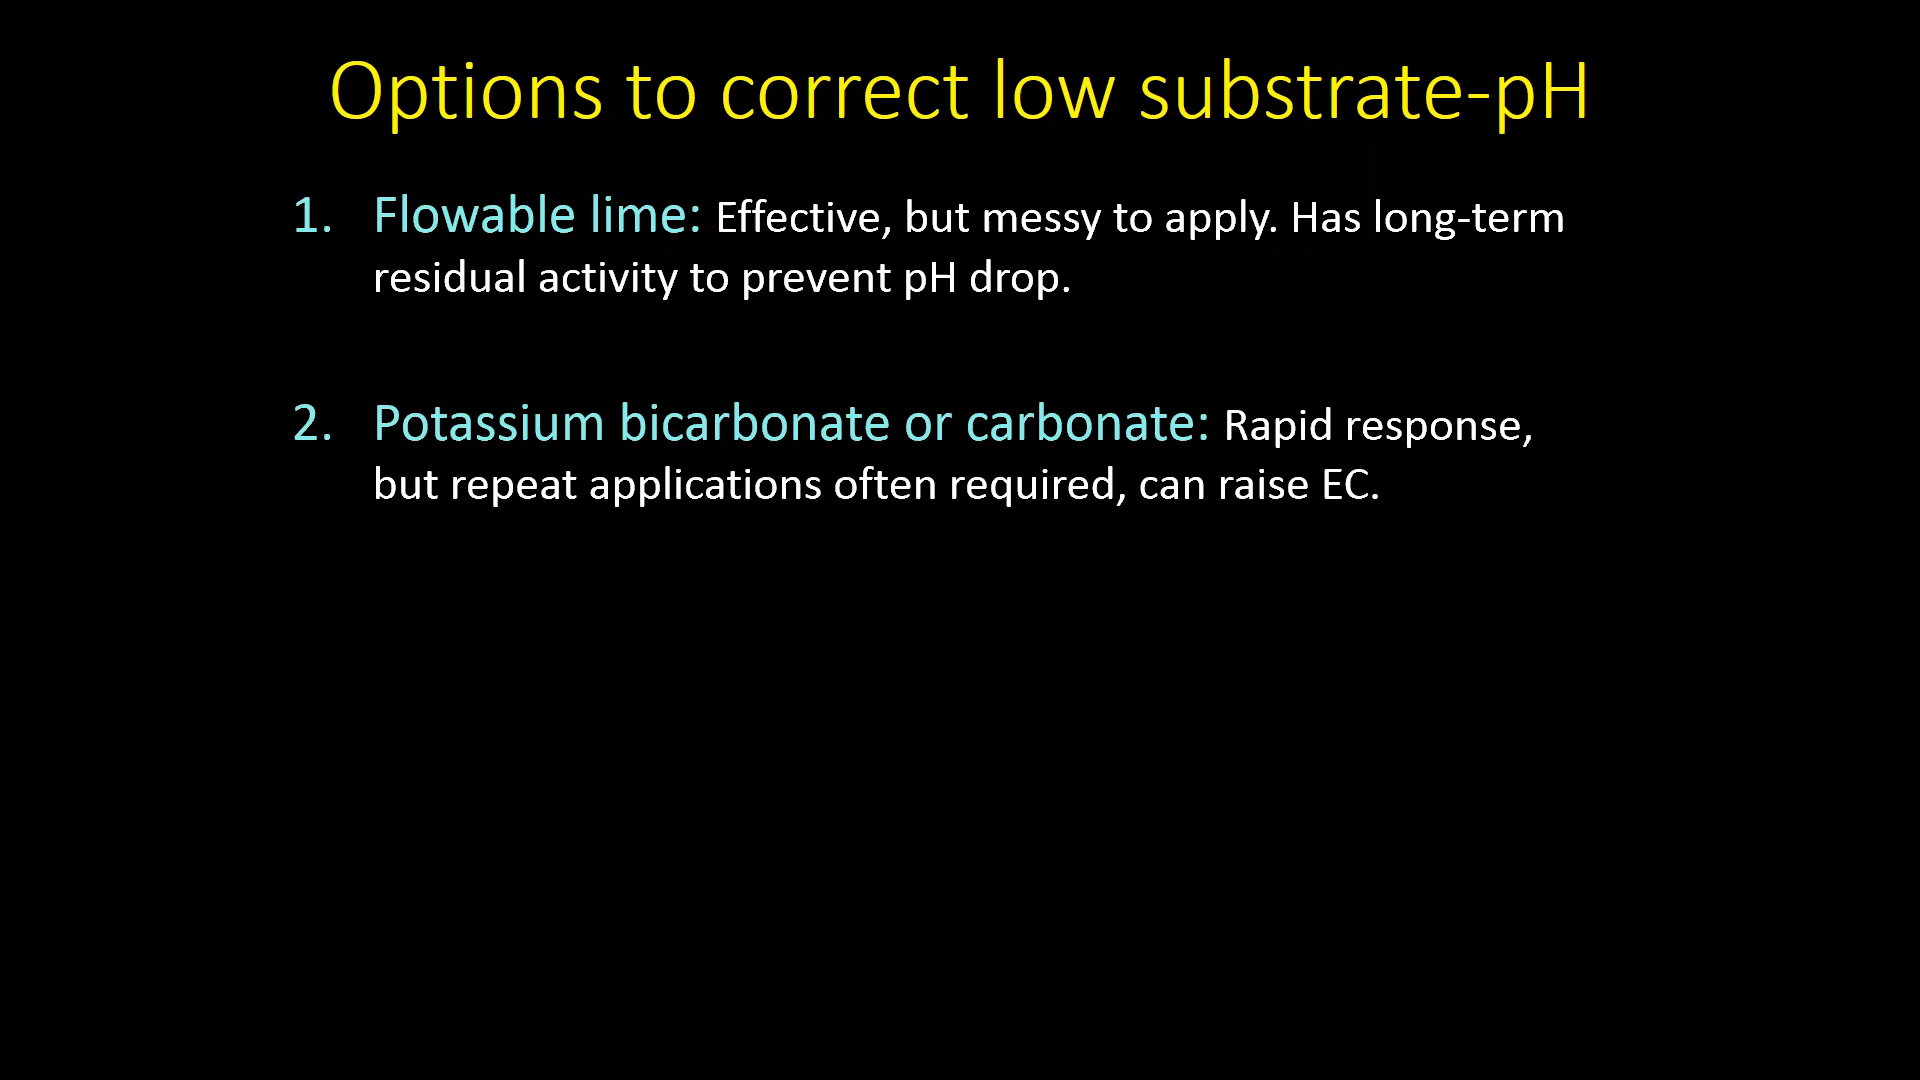 Options to correct low substrate-pH
1. Flowable lime: Effective, but messy to apply. Has long-term
residual activity to prevent pH drop.
2. Potassium bicarbonate or carbonate: Rapid response,
but repeat applications often required, can raise EC.